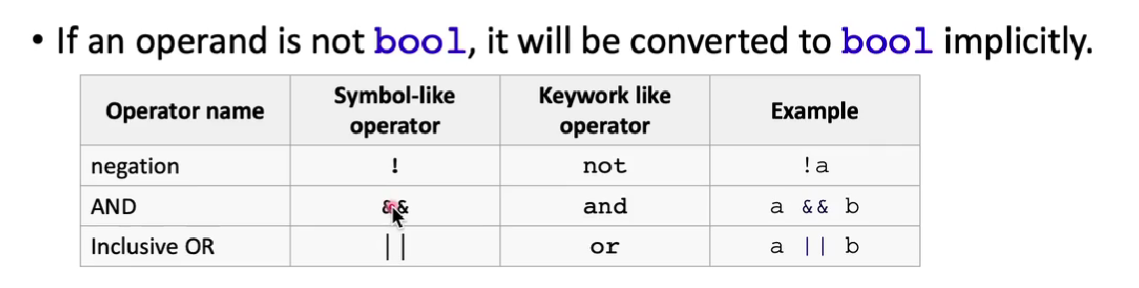 • If an operand is not bool, it will be converted to bool implicitly.
Operator name Symbol-like operator Keywork like operator Example
negation ! not !a
AND && and a && b
Inclusive OR || or a || b